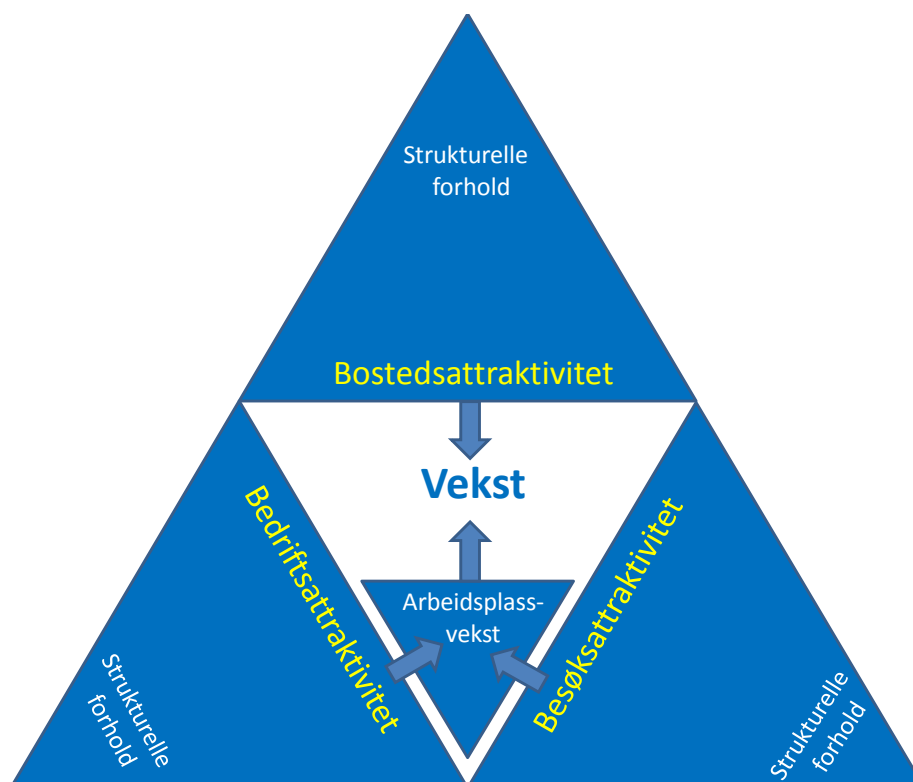 Strukturelle
forhold
Bostedsattraktivitet
Vekst
Bedriftsattraktivitet
Besøksattraktivitet
Arbeidsplass-
vekst
Strukturelle
forhold
Strukturelle
forhold